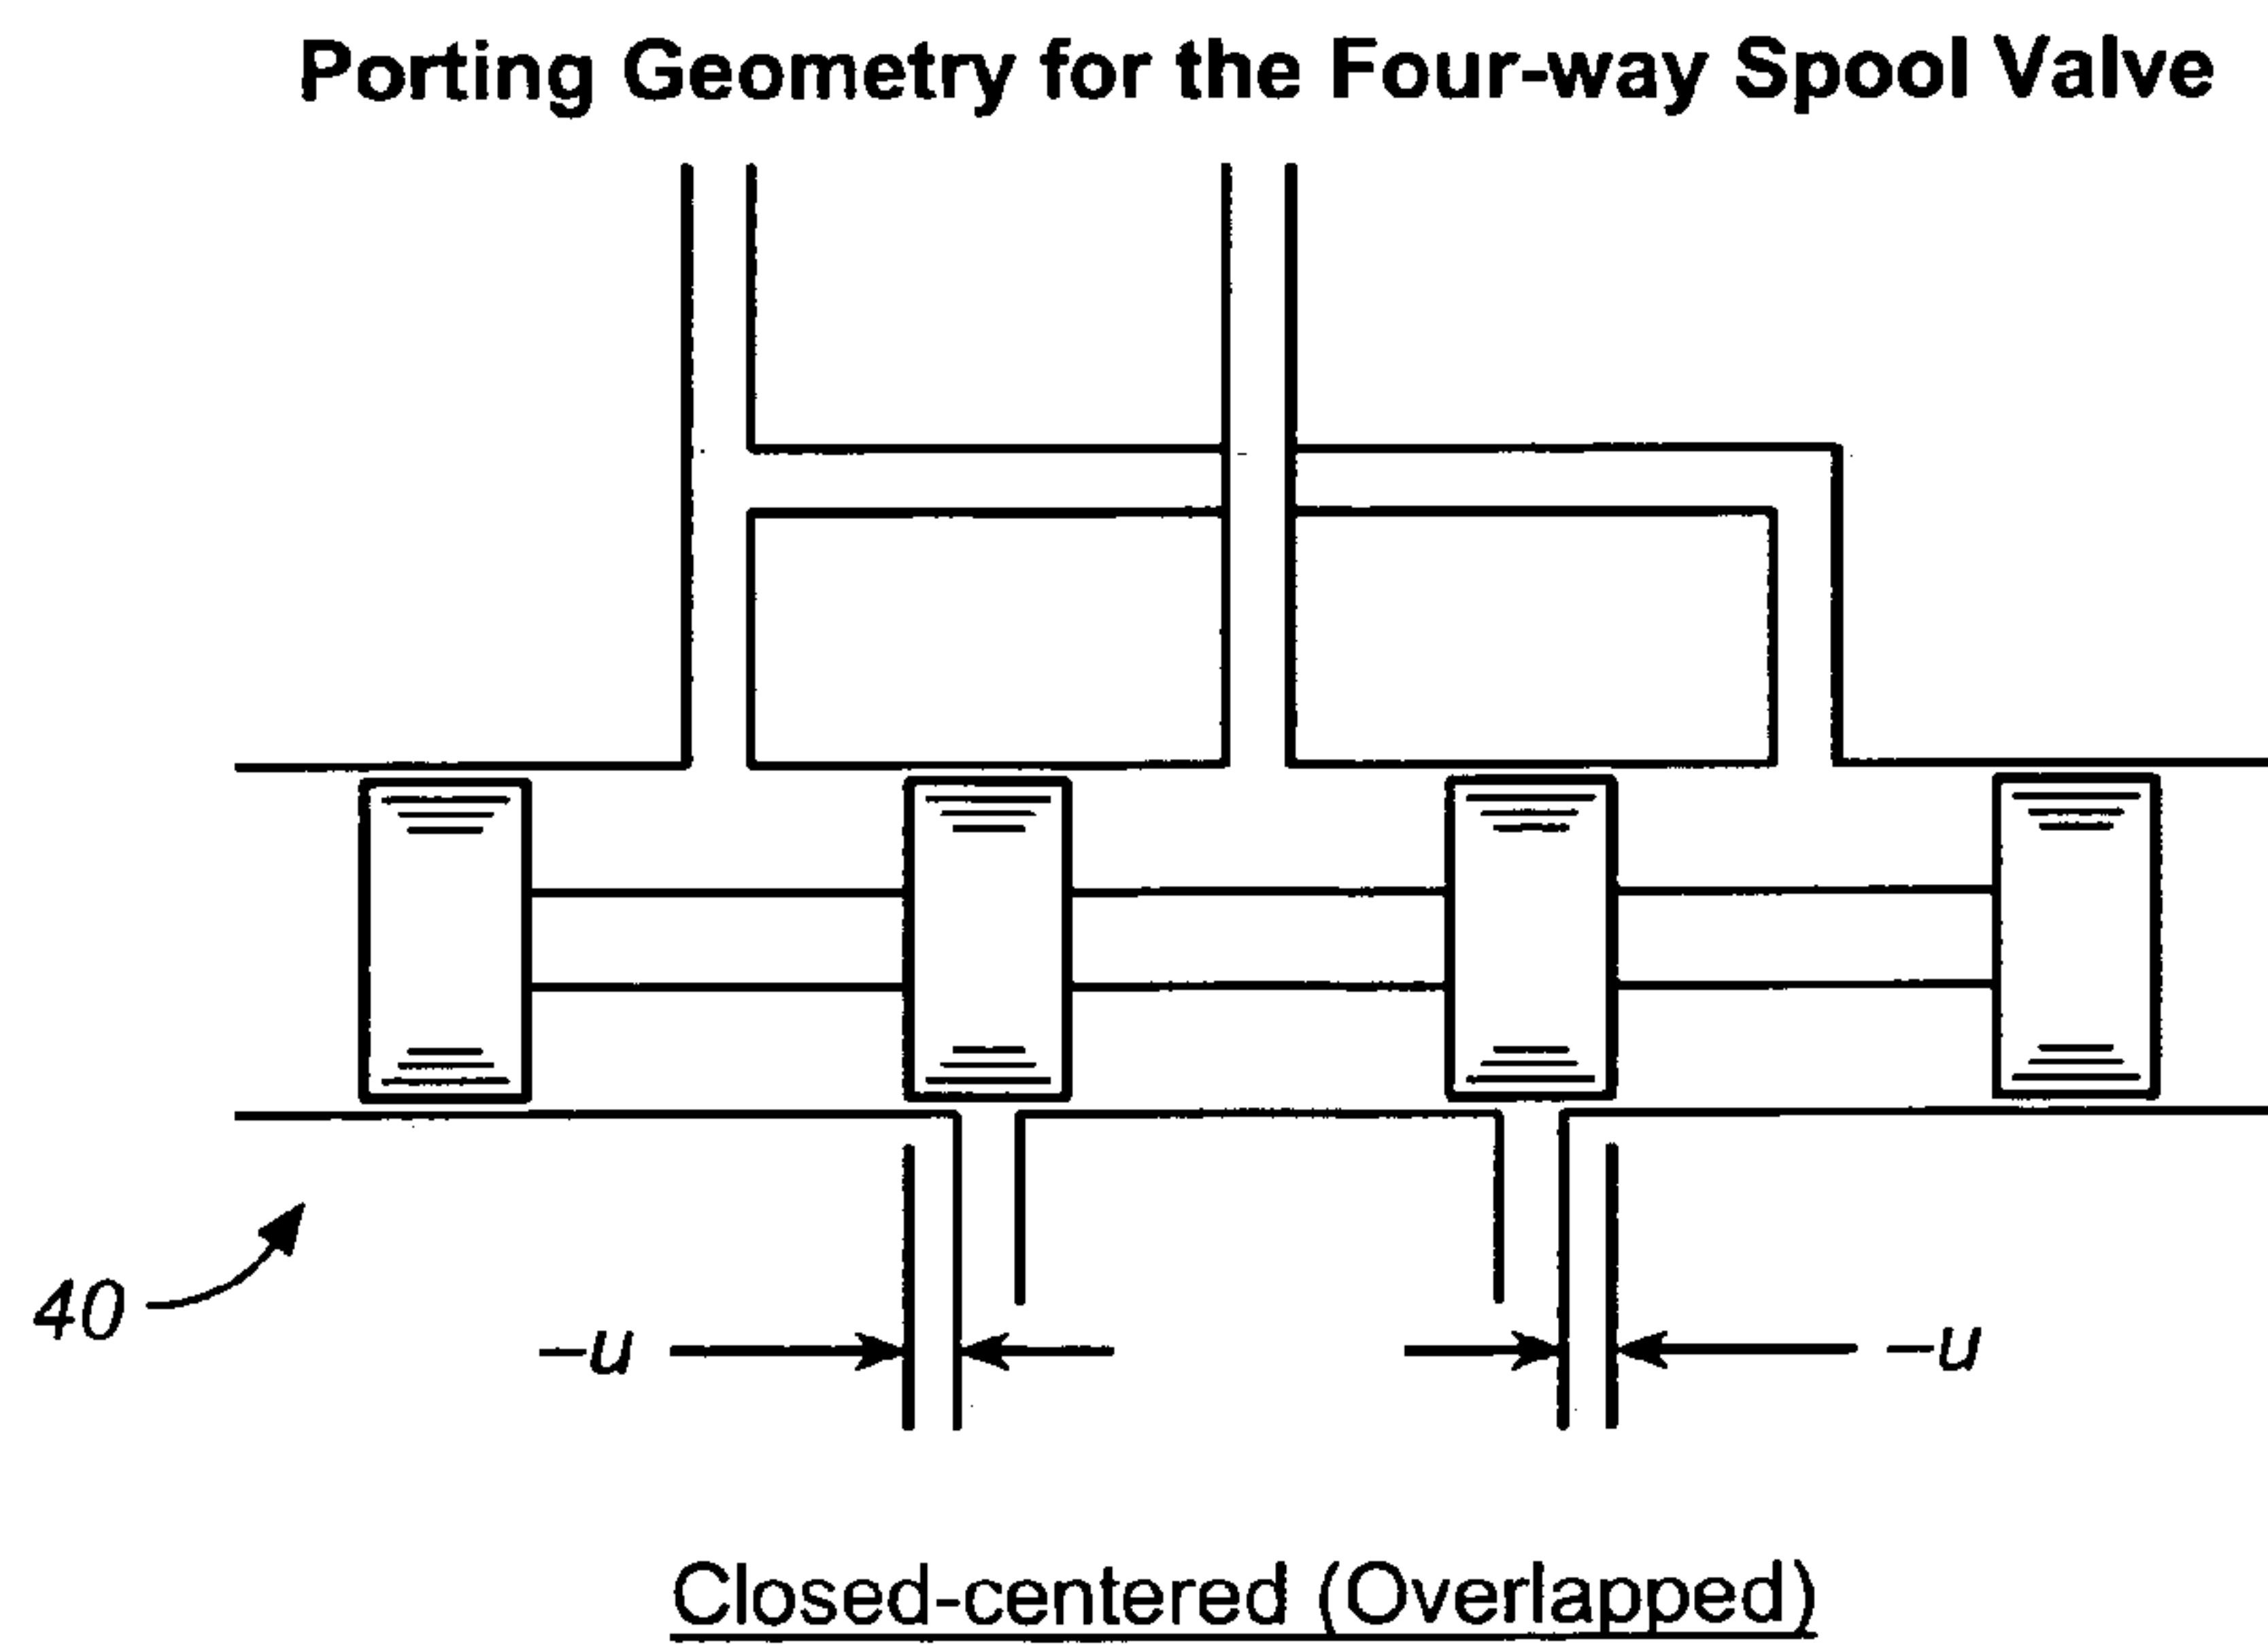 Porting Geometry for the Four-way Spool Valve
40
–u
–u
Closed-centered (Overlapped)